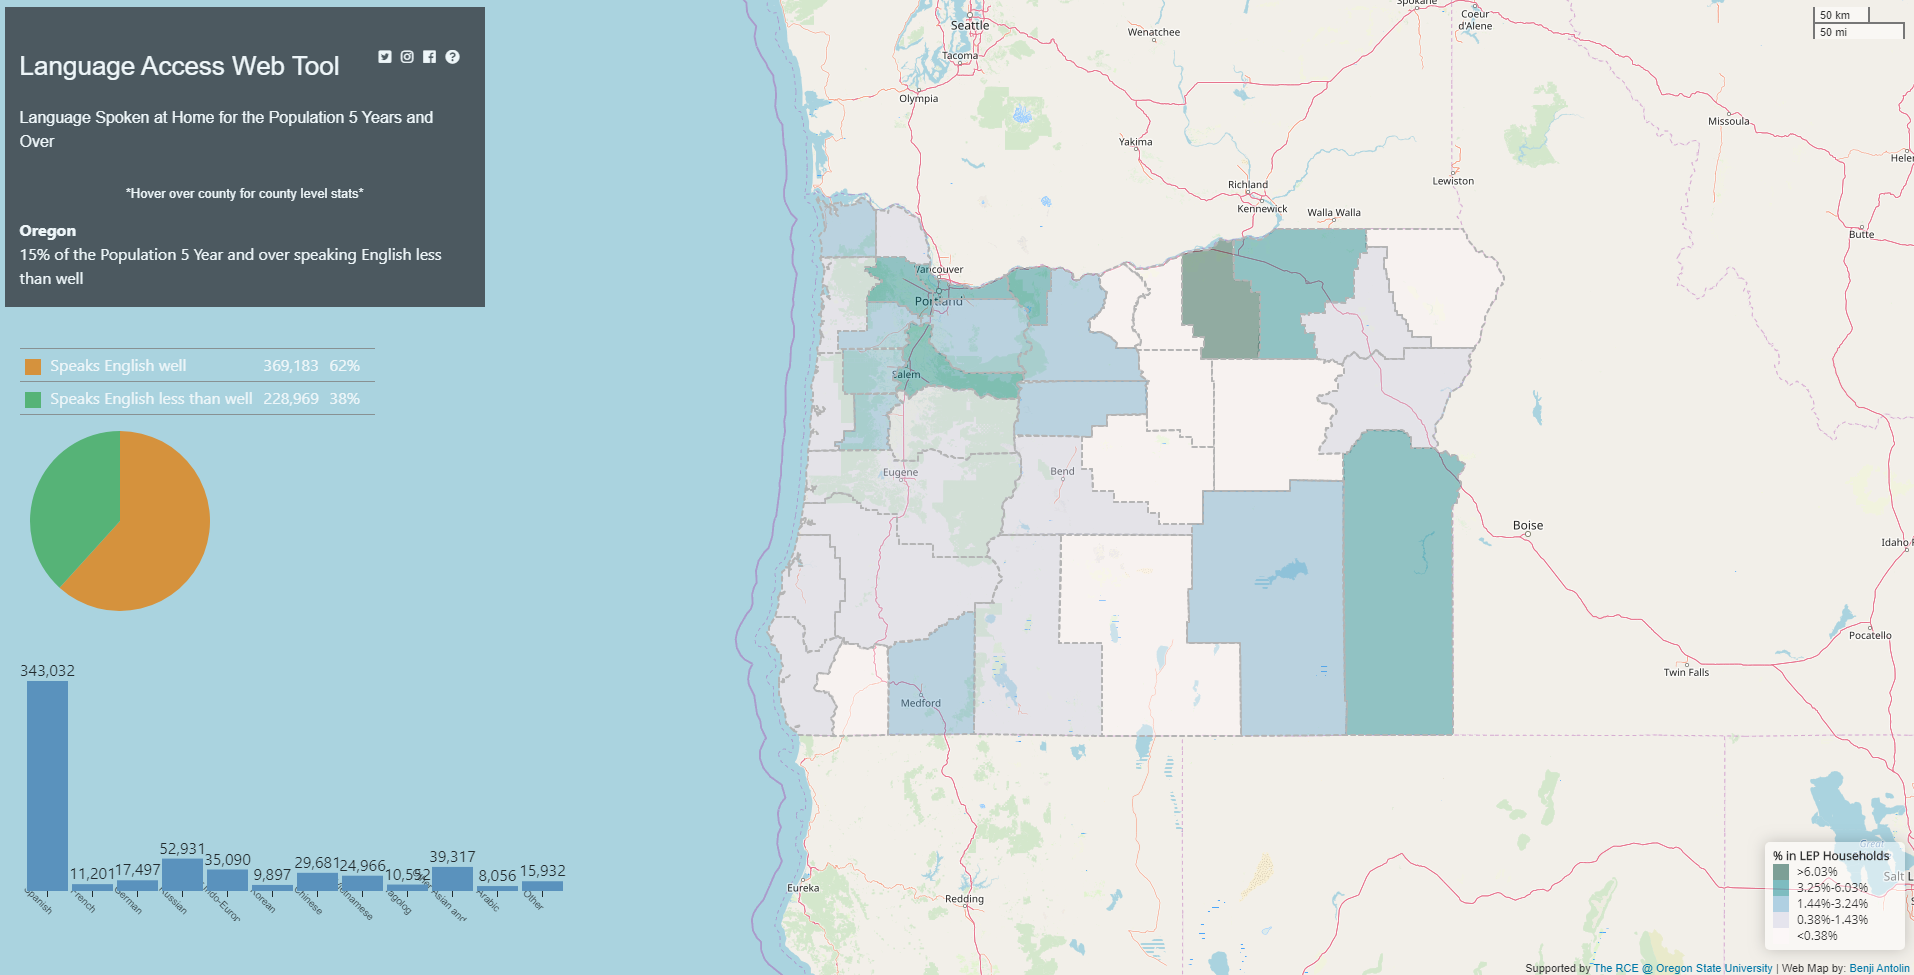 Language Access Web Tool
Language Spoken at Home for the Population 5 Years and
Over
*Hover over county for county level stats*
Oregon
15% of the Population 5 Year and over speaking English less
than well
Speaks English well 369,183 62%
Speaks English less than well 228,969 38%
343,032
11,201
17,497
52,931
35,090
9,897
29,681
24,966
10,592
39,317
8,056
15,932
Spanish
French
German
Russian
Indo-Europ
Korean
Chinese
Vietnamese
Tagolog
Asian and
Arabic
Other
Seattle
Tacoma
Olympia
Wenatchee
Spokane
Coeur
d'Alene
Yakima
Richland
Kennewick
Walla Walla
Lewiston
Missoula
Butte
Vancouver
Portland
Salem
Eugene
Bend
Medford
Boise
Idaho
Pocatello
Twin Falls
Eureka
Redding
Great
Salt L
50 km
50 mi
% in LEP Households
>6.03%
3.25%-6.03%
1.44%-3.24%
0.38%-1.43%
<0.38%
Supported by The RCE @ Oregon State University | Web Map by: Benji Antolin